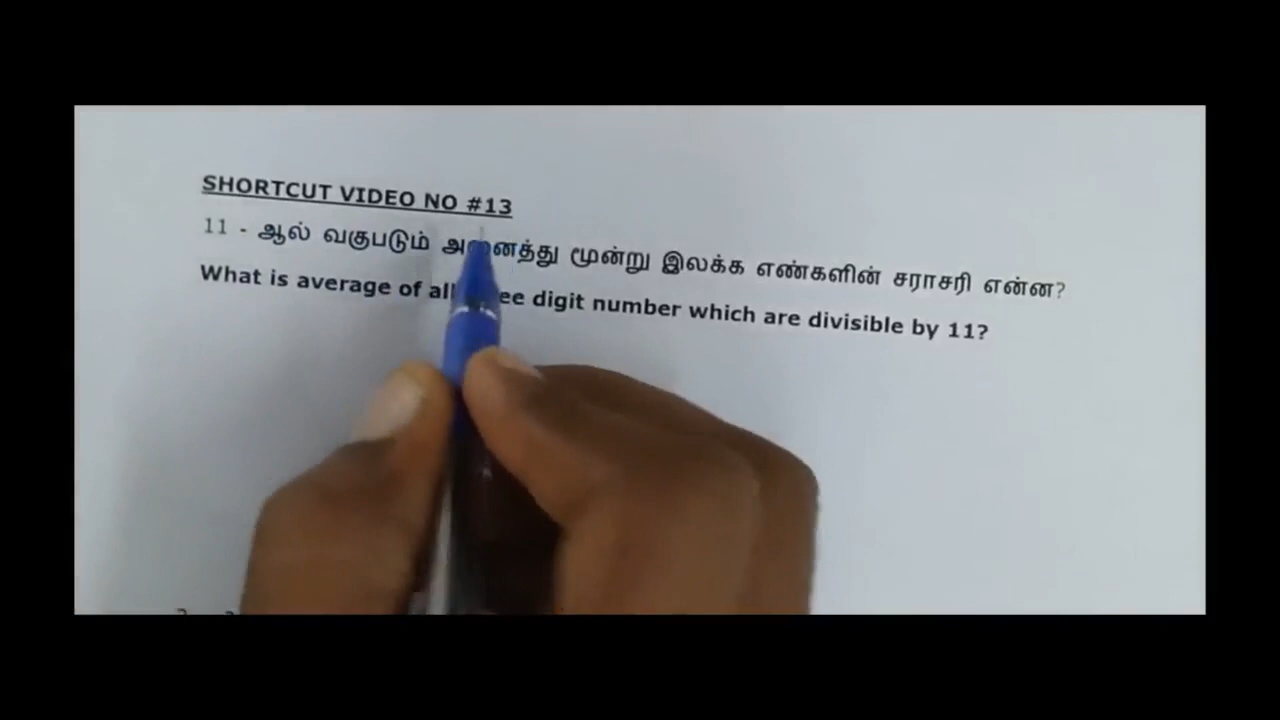 SHORTCUT VIDEO NO #13
11 - ஆல் வகுபடும் மூன்று இலக்க எண்களின் சராசரி என்ன?
What is average of all digit number which are divisible by 11?